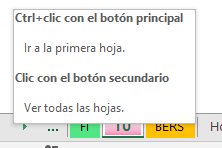 Ctrl+clic con el botón principal
Ir a la primera hoja.
Clic con el botón secundario
Ver todas las hojas.
... FI TU BERS Ho